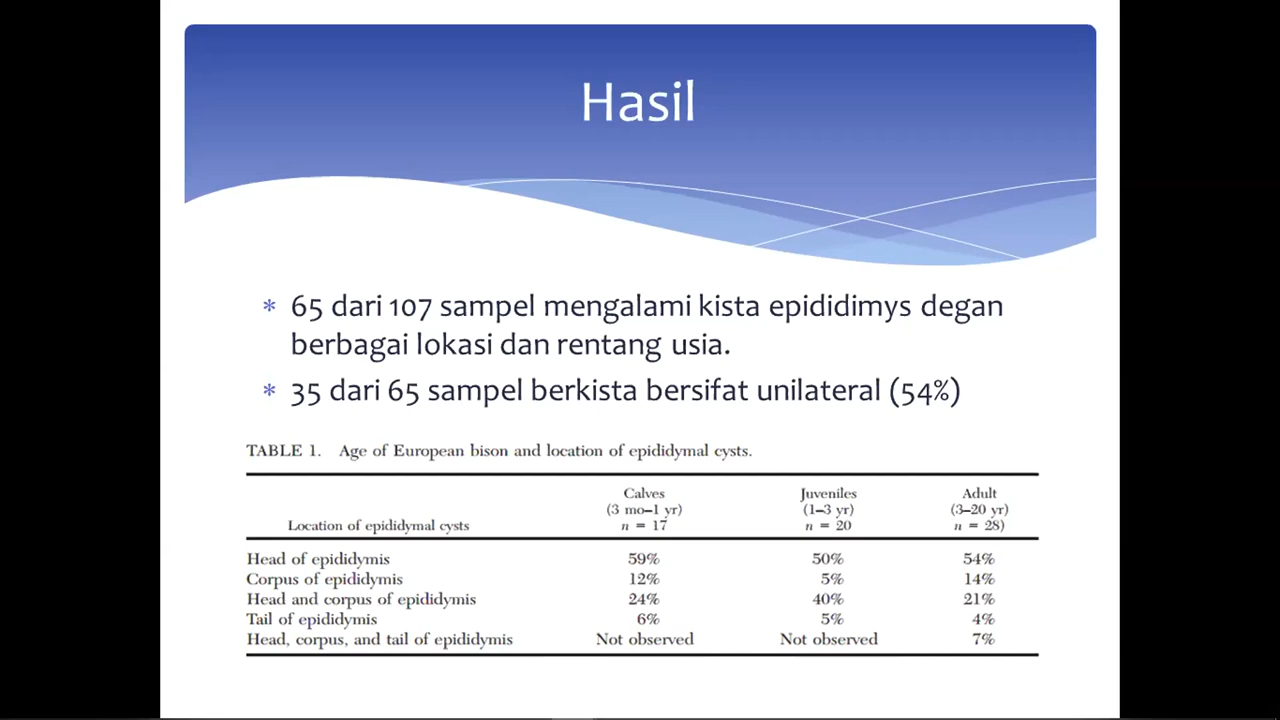 Hasil
* 65 dari 107 sampel mengalami kista epididimys degan
berbagai lokasi dan rentang usia.
* 35 dari 65 sampel berkista bersifat unilateral (54%)
TABLE 1. Age of European bison and location of epididymal cysts.
Location of epididymal cysts Calves (3 mo–1 yr) n = 17 Juveniles (1–3 yr) n = 20 Adult (3–20 yr) n = 28)
Head of epididymis 59% 50% 54%
Corpus of epididymis 12% 5% 14%
Head and corpus of epididymis 24% 40% 21%
Tail of epididymis 6% 5% 4%
Head, corpus, and tail of epididymis Not observed Not observed 7%